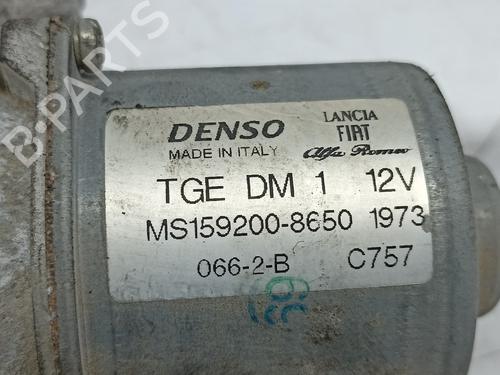 B-PARTS
DENSO
LANCIA
FIAT
MADE IN ITALY
Alfa Romeo
TGE DM 1 12V
MS159200-8650 1973
066-2-B C757